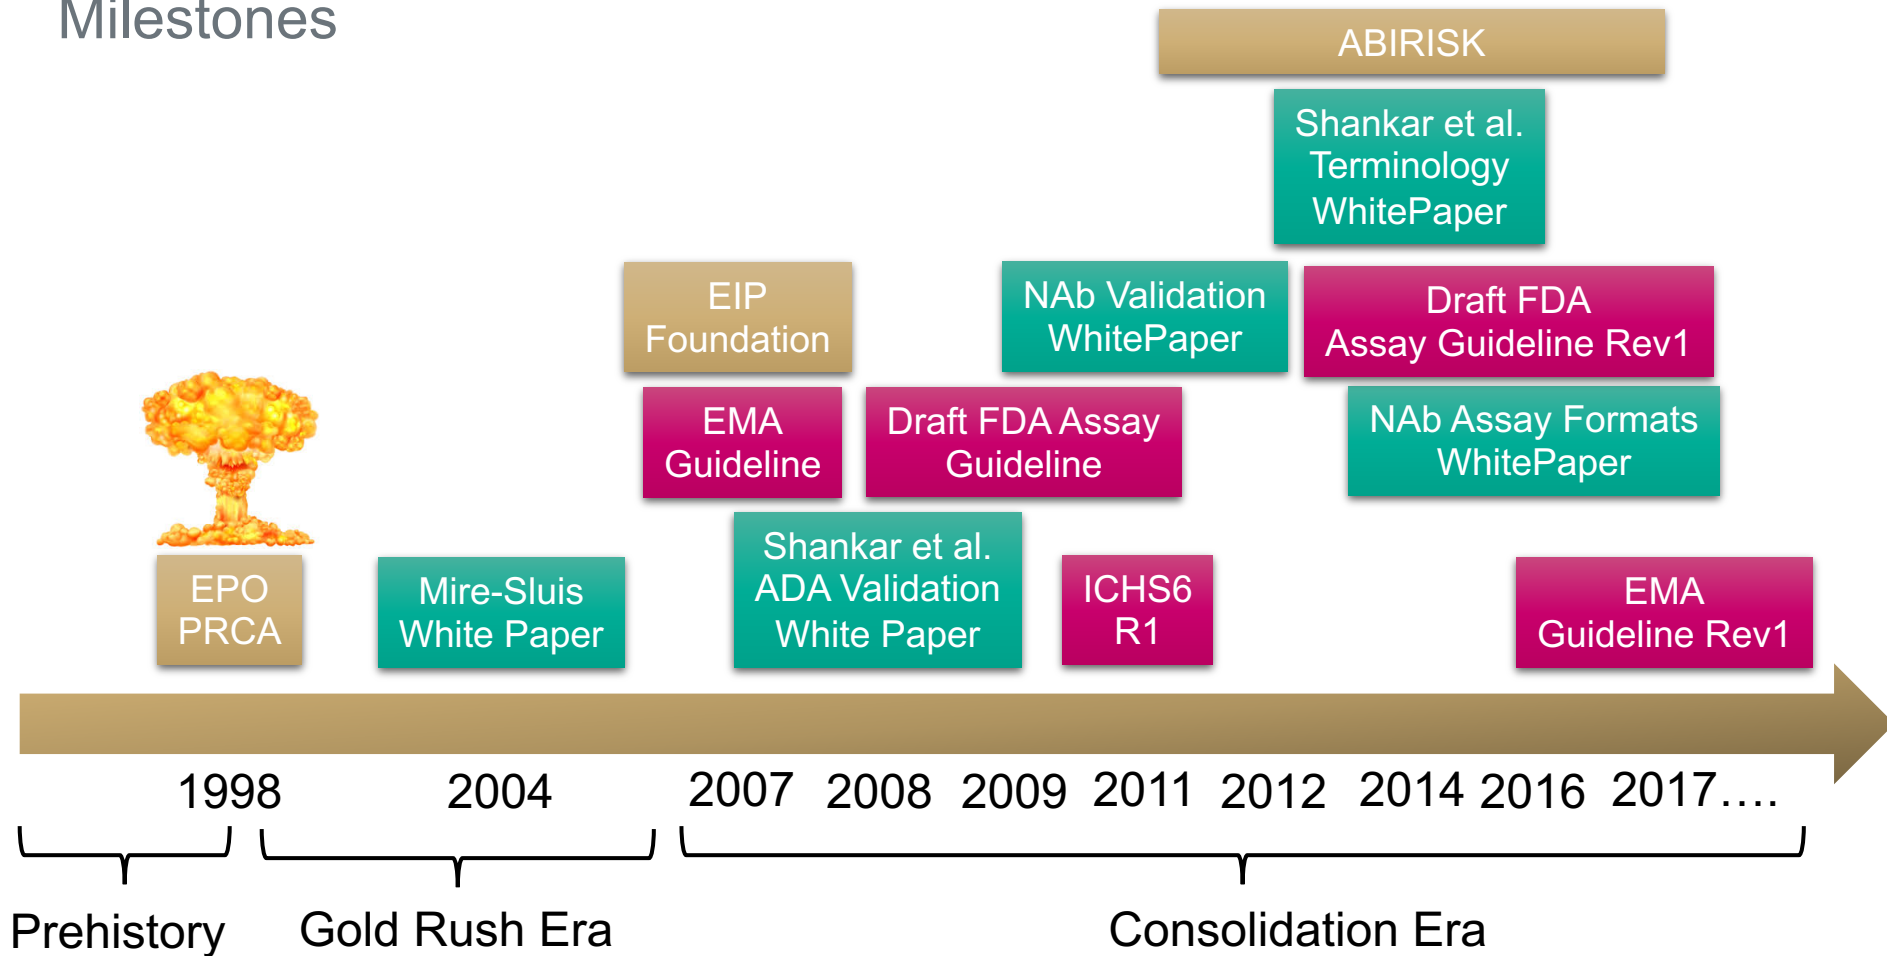 Milestones
ABIRISK
Shankar et al.
Terminology
WhitePaper
EIP
Foundation
NAb Validation
WhitePaper
Draft FDA
Assay Guideline Rev1
EMA
Guideline
Draft FDA Assay
Guideline
NAb Assay Formats
WhitePaper
EPO
PRCA
Mire-Sluis
White Paper
Shankar et al.
ADA Validation
White Paper
ICHS6
R1
EMA
Guideline Rev1
1998 2004 2007 2008 2009 2011 2012 2014 2016 2017....
Prehistory Gold Rush Era Consolidation Era